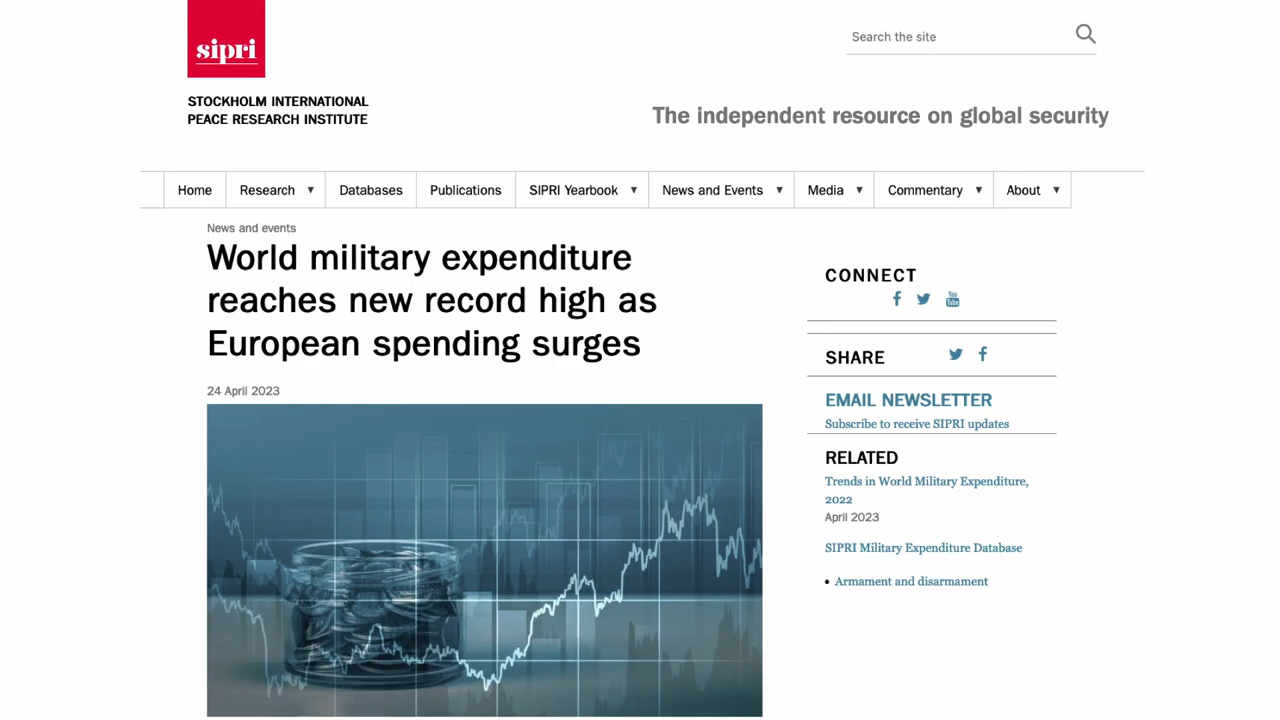 sipri
Search the site
STOCKHOLM INTERNATIONAL
PEACE RESEARCH INSTITUTE
The independent resource on global security
Home Research ▼ Databases Publications SIPRI Yearbook ▼ News and Events ▼ Media ▼ Commentary ▼ About ▼
News and events
World military expenditure
reaches new record high as
European spending surges
24 April 2023
CONNECT
You Tube
SHARE
EMAIL NEWSLETTER
Subscribe to receive SIPRI updates
RELATED
Trends in World Military Expenditure,
2022
April 2023
SIPRI Military Expenditure Database
• Armament and disarmament